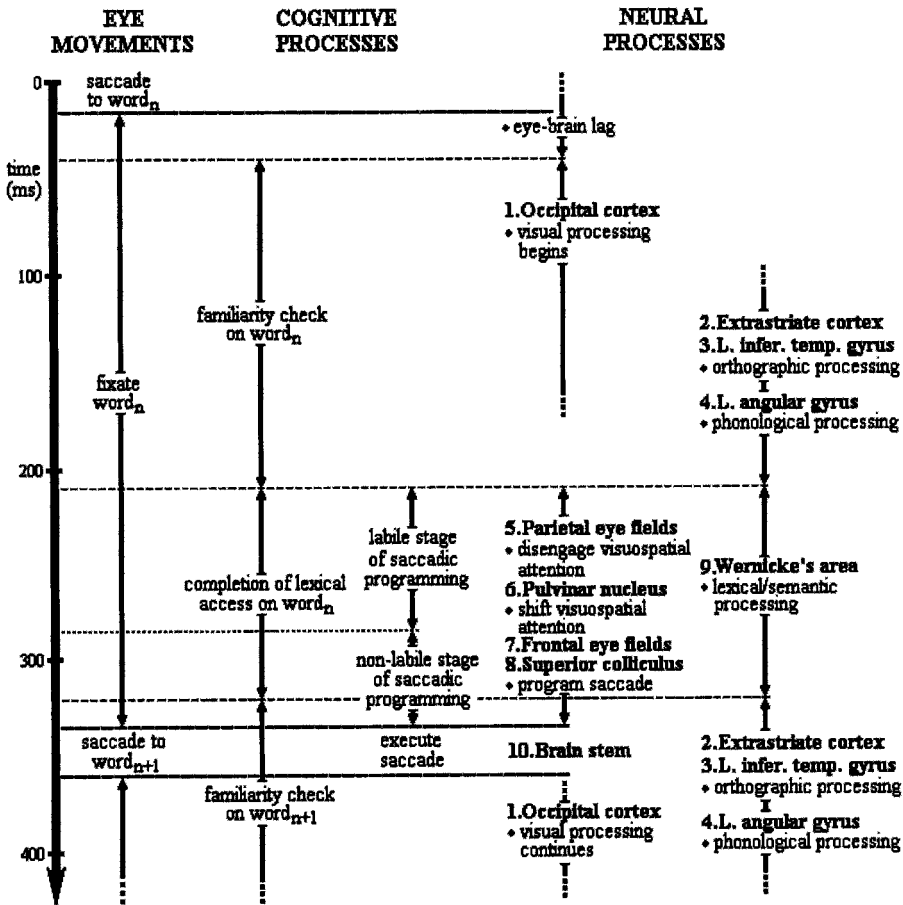 EYE
MOVEMENTS
COGNITIVE
PROCESSES
NEURAL
PROCESSES
time
(ms)
0
100
200
300
400
saccade
to word n
fixate
word n
saccade to
word n+1
familiarity check
on word n
completion of lexical
access on word n
labile stage
of saccadic
programming
non-labile stage
of saccadic
programming
execute
saccade
familiarity check
on word n+1
• eye-brain lag
1.Occipital cortex
• visual processing
begins
2.Extrastriate cortex
3.L. infer. temp. gyrus
• orthographic processing
4.L. angular gyrus
• phonological processing
5.Parietal eye fields
• disengage visuospatial
attention
6.Pulvinar nucleus
• shift visuospatial
attention
7.Frontal eye fields
8.Superior colliculus
• program saccade
9.Wernicke's area
• lexical/semantic
processing
10.Brain stem
1.Occipital cortex
• visual processing
continues
2.Extrastriate cortex
3.L. infer. temp. gyrus
• orthographic processing
4.L. angular gyrus
• phonological processing